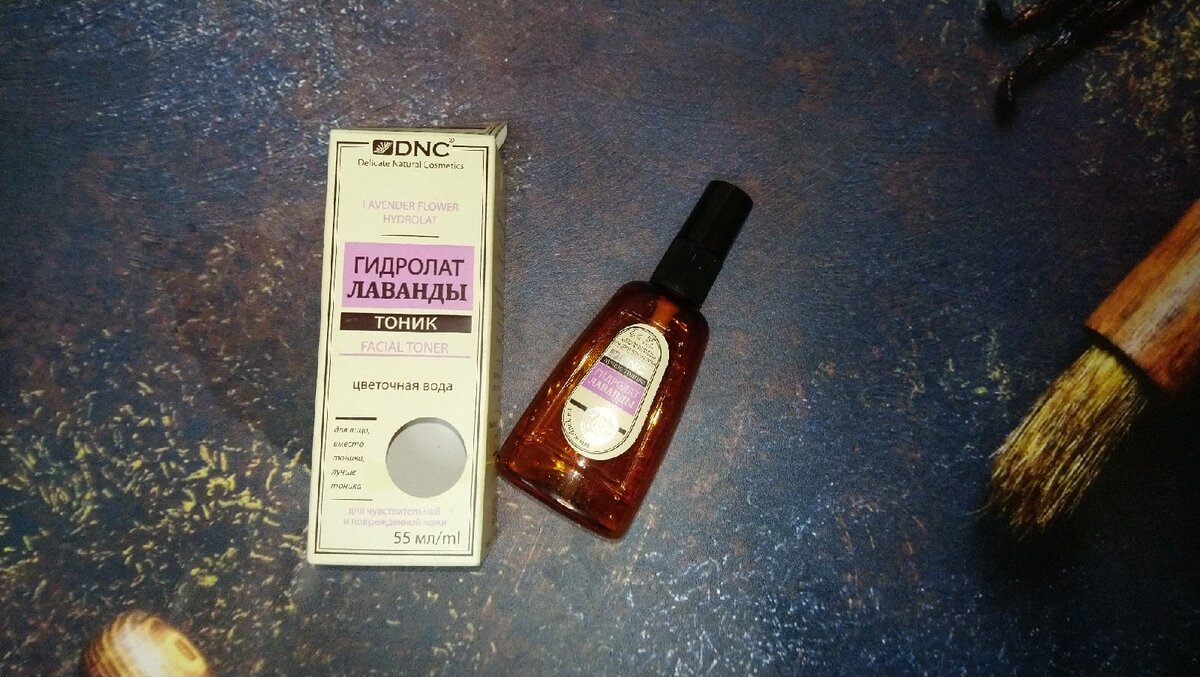 DNC®
Delicate Natural Cosmetics
LAVENDER FLOWER
HYDROLAT
ГИДРОЛАТ
ЛАВАНДЫ
ТОНИК
FACIAL TONER
цветочная вода
для лица,
вместо
тоника,
лучше
тоника
для чувствительной
и поврежденной кожи
55 мл/ml
ГИДРОЛАТ
ЛАВАНДЫ